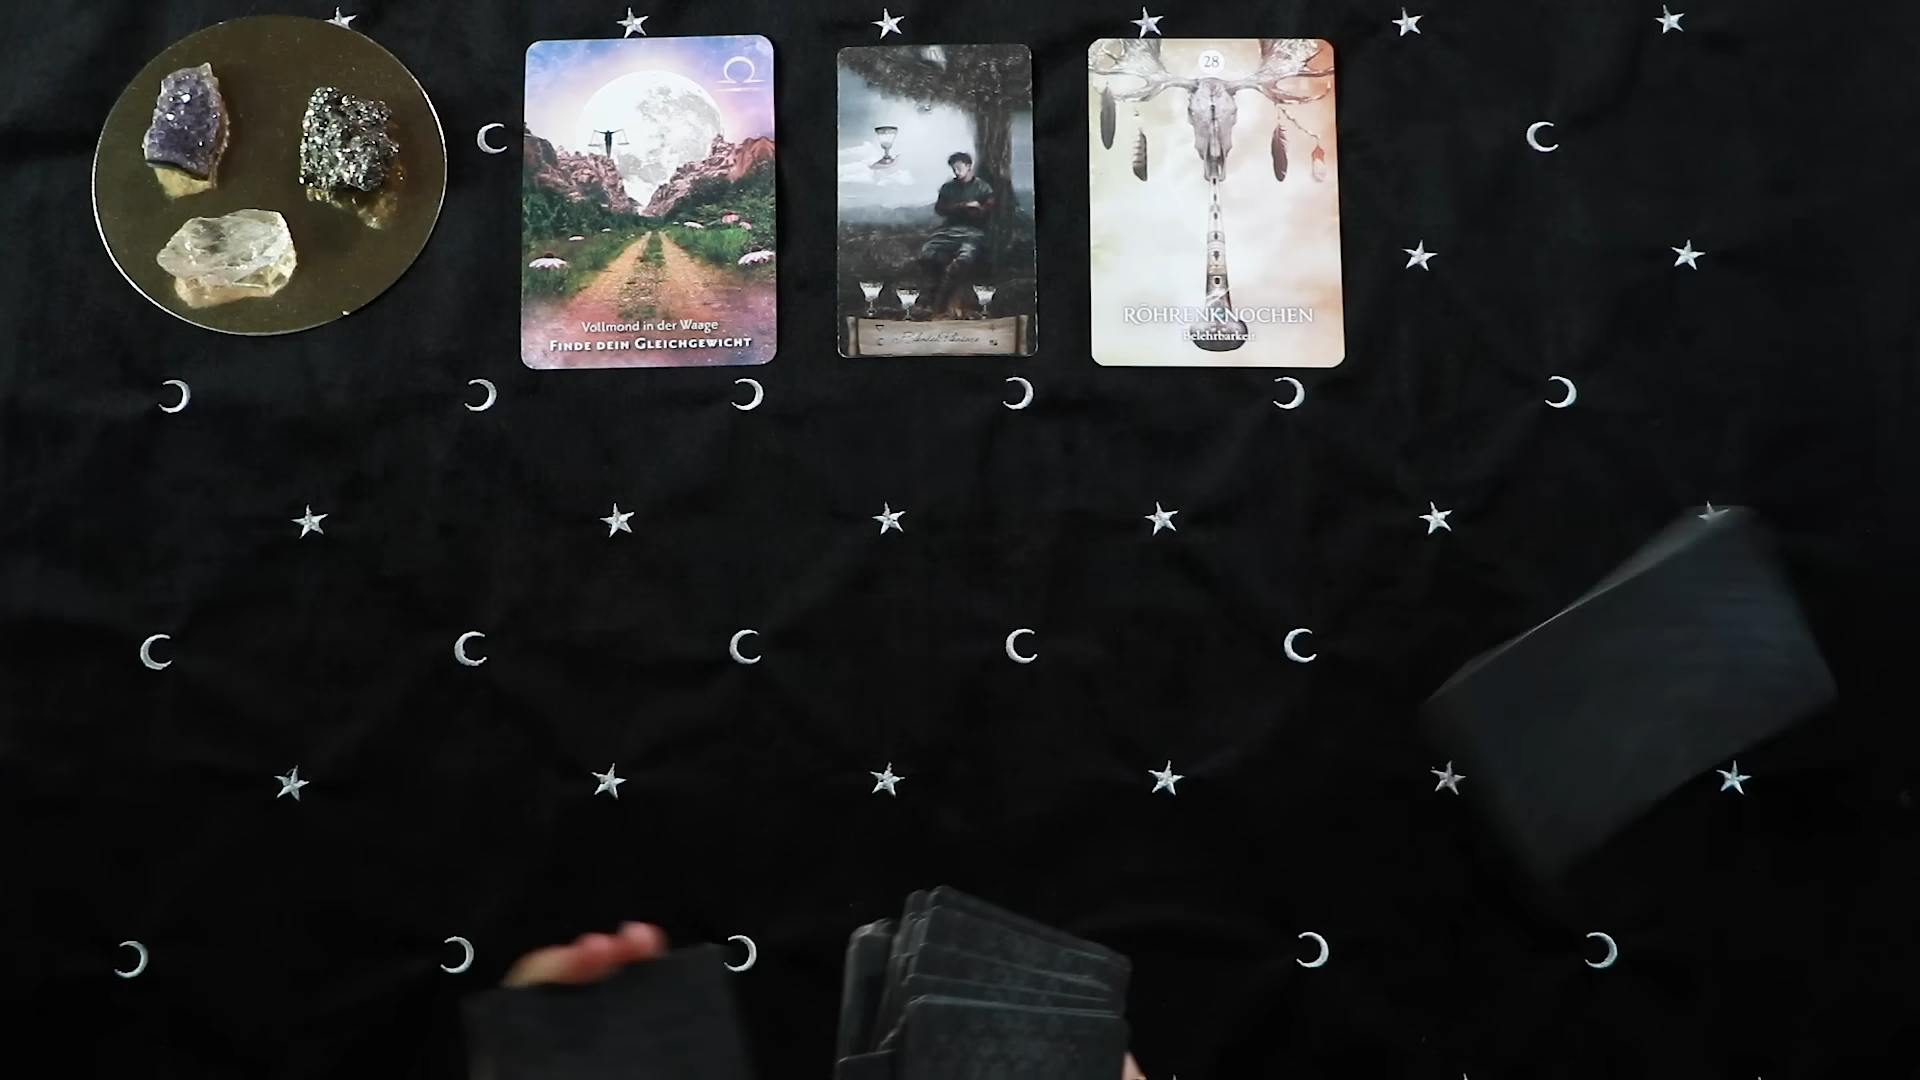 Vollmond in der Waage
FINDE DEIN GLEICHGEWICHT
28
RÖHRENKNOCHEN
Belehrbarkeit